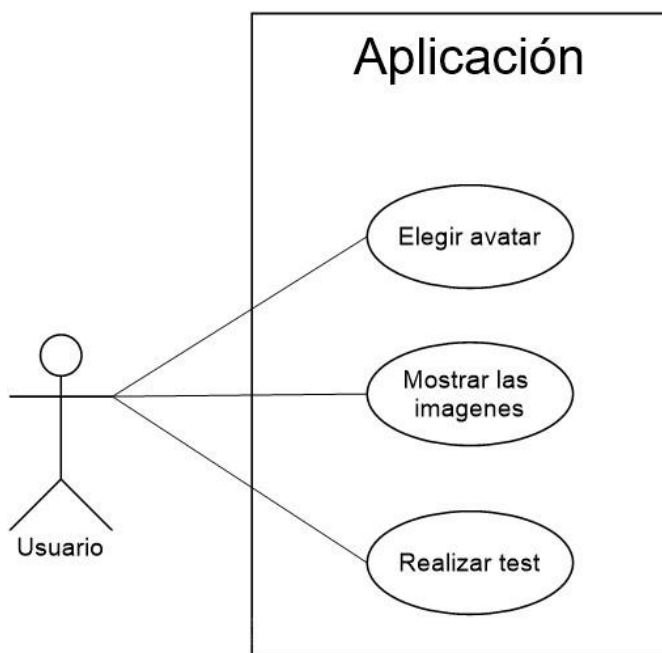 Aplicación
Elegir avatar
Mostrar las
imagenes
Realizar test
Usuario